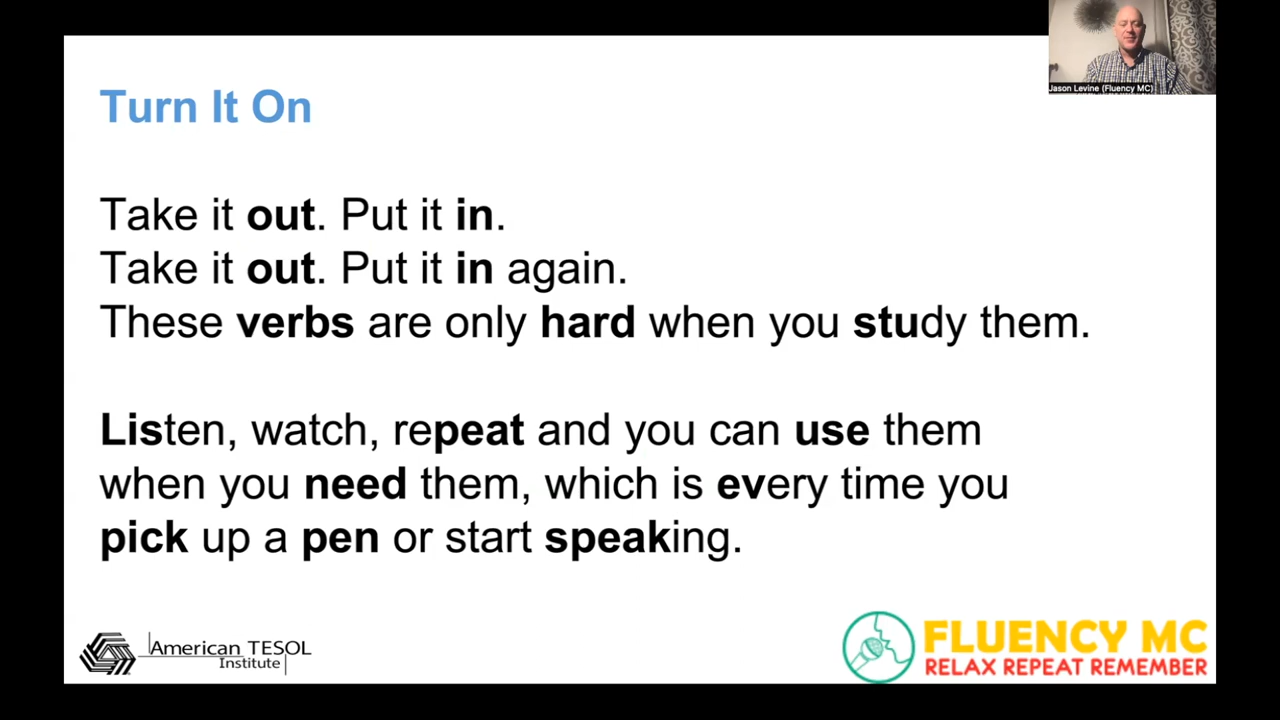 Jason Levine (Fluency MC)
Turn It On
Take it out. Put it in.
Take it out. Put it in again.
These verbs are only hard when you study them.
Listen, watch, repeat and you can use them
when you need them, which is every time you
pick up a pen or start speaking.
American TESOL
Institute
FLUENCY MC
RELAX REPEAT REMEMBER